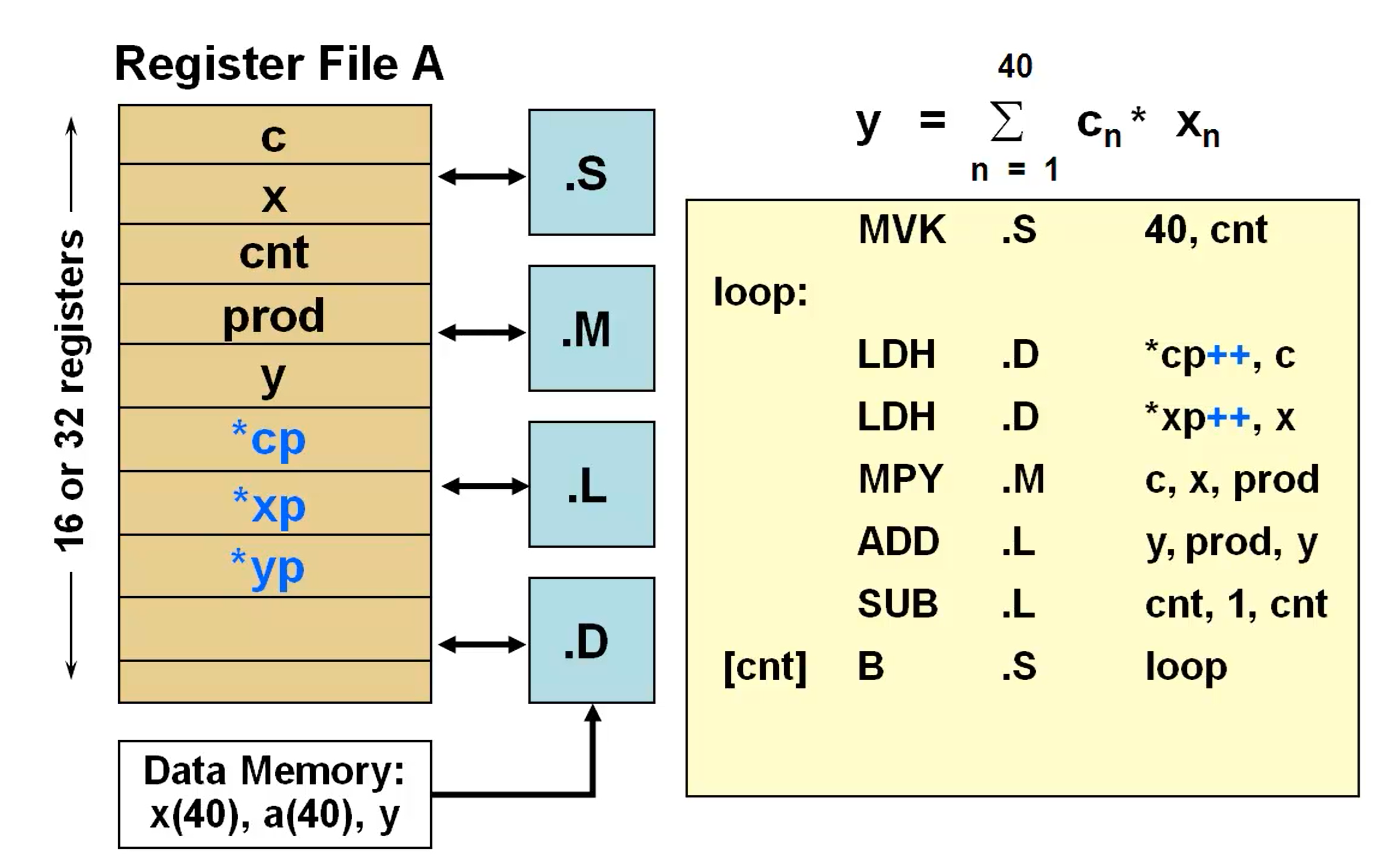 Register File A
16 or 32 registers
c
x
cnt
prod
y
*cp
*xp
*yp
.S
.M
.L
.D
Data Memory:
x(40), a(40), y
40
y = Σ cn * xn
n = 1
MVK .S 40, cnt
loop:
LDH .D *cp++, c
LDH .D *xp++, x
MPY .M c, x, prod
ADD .L y, prod, y
SUB .L cnt, 1, cnt
[cnt] B .S loop